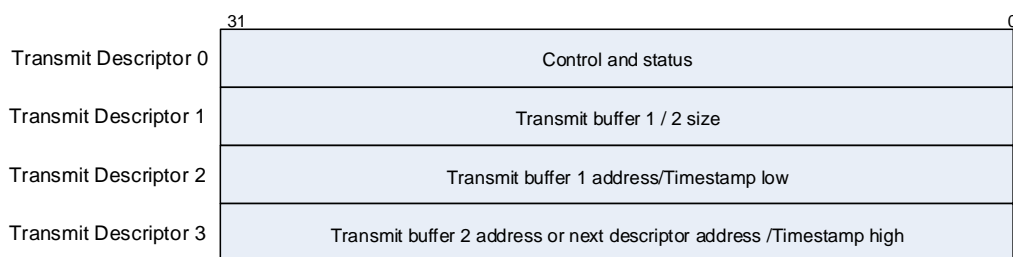 31 0
Transmit Descriptor 0 Control and status
Transmit Descriptor 1 Transmit buffer 1 / 2 size
Transmit Descriptor 2 Transmit buffer 1 address/Timestamp low
Transmit Descriptor 3 Transmit buffer 2 address or next descriptor address /Timestamp high